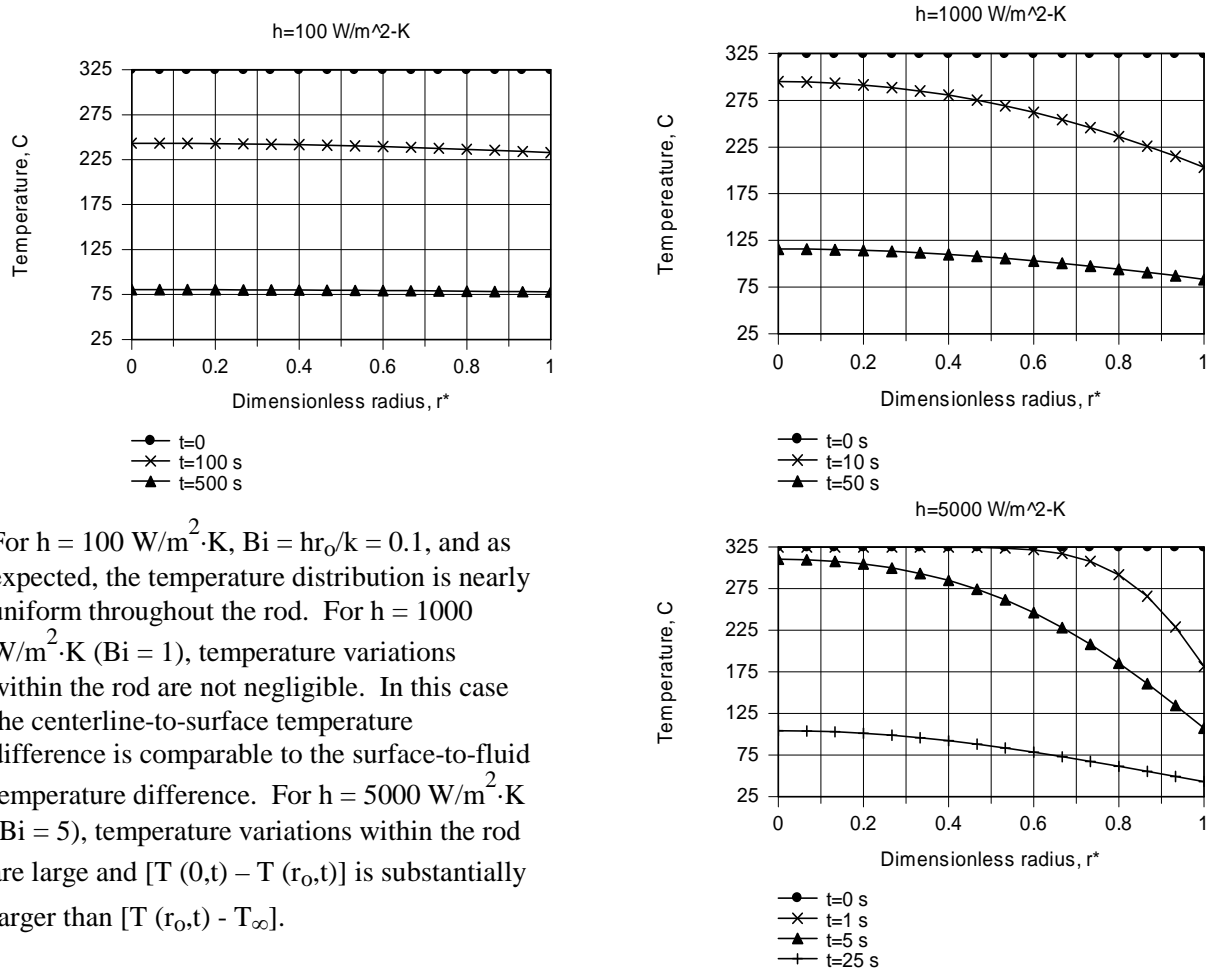 h=100 W/m^2-K
Temperature, C
325
275
225
175
125
75
25
0 0.2 0.4 0.6 0.8 1
Dimensionless radius, r*
t=0
t=100 s
t=500 s
For h = 100 W/m2·K, Bi = hro/k = 0.1, and as
expected, the temperature distribution is nearly
uniform throughout the rod. For h = 1000
W/m2·K (Bi = 1), temperature variations
within the rod are not negligible. In this case
the centerline-to-surface temperature
difference is comparable to the surface-to-fluid
temperature difference. For h = 5000 W/m2·K
(Bi = 5), temperature variations within the rod
are large and [T (0,t) – T (ro,t)] is substantially
larger than [T (ro,t) - T∞].
h=1000 W/m^2-K
Tempereature, C
325
275
225
175
125
75
25
0 0.2 0.4 0.6 0.8 1
Dimensionless radius, r*
t=0 s
t=10 s
t=50 s
h=5000 W/m^2-K
Temperature, C
325
275
225
175
125
75
25
0 0.2 0.4 0.6 0.8 1
Dimensionless radius, r*
t=0 s
t=1 s
t=5 s
t=25 s